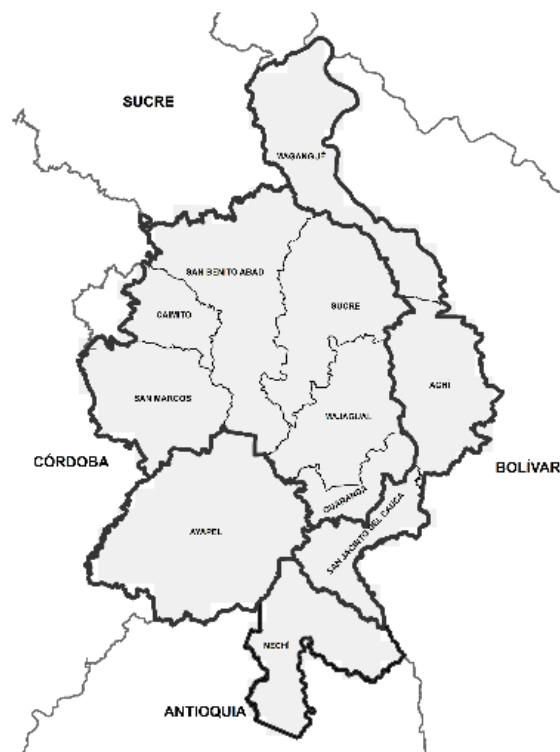 SUCRE
MAGANGUÉ
SAN BENITO ABAD
CAIMITO
SUCRE
ACHI
SAN MARCOS
MAJAGUAL
CÓRDOBA
BOLÍVAR
GUARANDA
AYAPEL
SAN JACINTO DEL CAUCA
NECHÍ
ANTIOQUIA